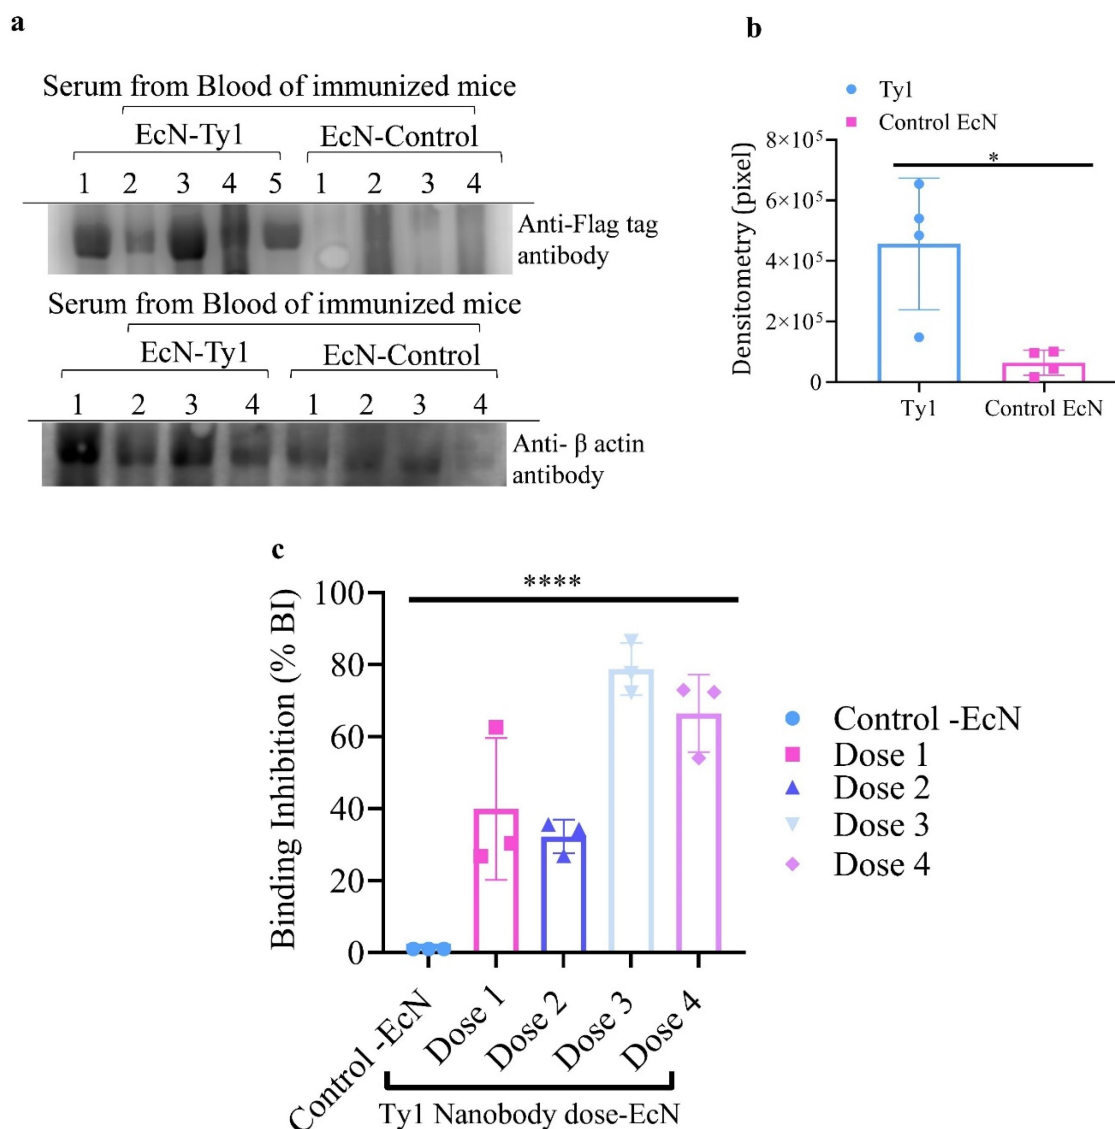 a
Serum from Blood of immunized mice
EcN-Ty1 EcN-Control
1 2 3 4 5 1 2 3 4
Anti-Flag tag
antibody
Serum from Blood of immunized mice
EcN-Ty1 EcN-Control
1 2 3 4 1 2 3 4
Anti- β actin
antibody
b
Ty1
Control EcN
Densitometry (pixel)
8×10⁵
6×10⁵
4×10⁵
2×10⁵
0
*
Ty1 Control EcN
c
Binding Inhibition (% BI)
100
80
60
40
20
0
****
Control -EcN
Dose 1
Dose 2
Dose 3
Dose 4
Ty1 Nanobody dose-EcN
Control -EcN
Dose 1
Dose 2
Dose 3
Dose 4